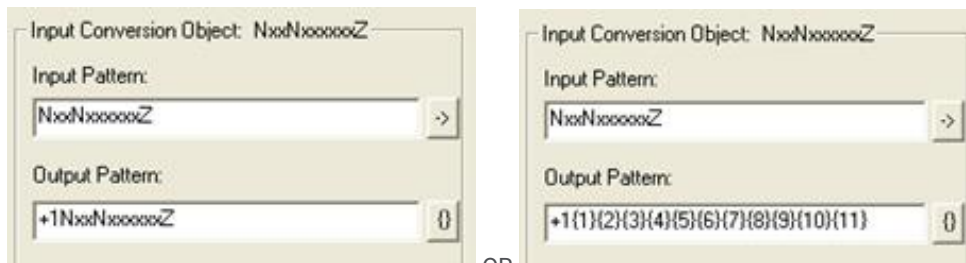 Input Conversion Object: NxxNxxxxxxZ
Input Pattern:
NxxNxxxxxxZ
->
Output Pattern:
+1NxxNxxxxxxZ
{}
OR
Input Conversion Object: NxxNxxxxxxZ
Input Pattern:
NxxNxxxxxxZ
->
Output Pattern:
+1{1}{2}{3}{4}{5}{6}{7}{8}{9}{10}{11}
{}